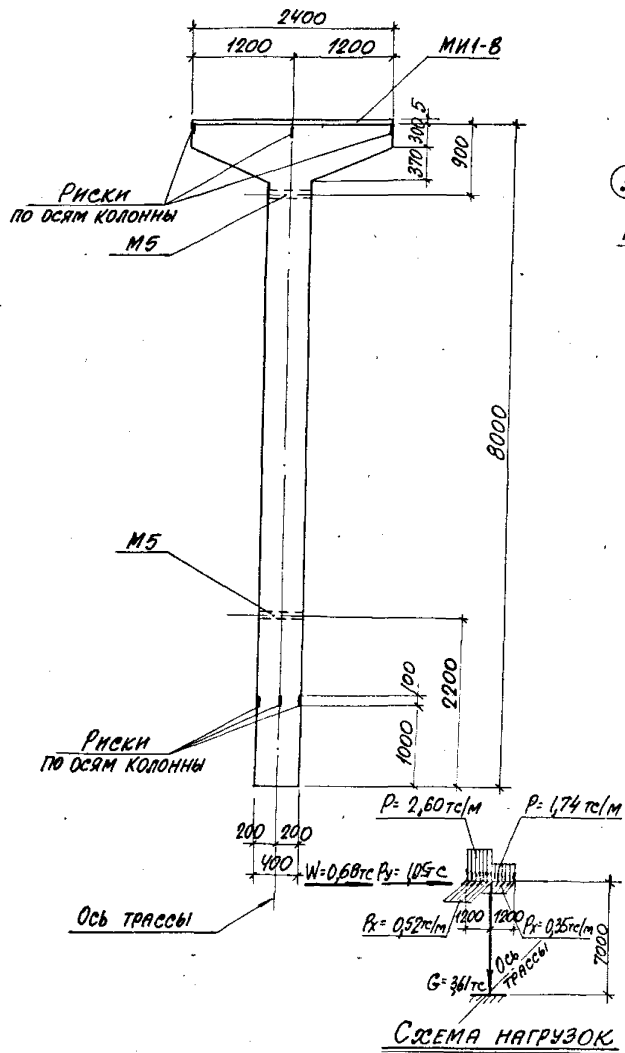 2400
1200 1200
МИ1-8
5
300
370
900
Риски
по осям колонны
М5
8000
М5
2200
100
1000
Риски
по осям колонны
200 200
400
Ось трассы
P= 2,60 тс/м
P= 1,74 тс/м
W=0,68тс Py= 1,05тс
Px= 0,52тс/м
1200 1200
Px= 0,35тс/м
7000
G= 3,61 тс
Ось
трассы
Схема нагрузок